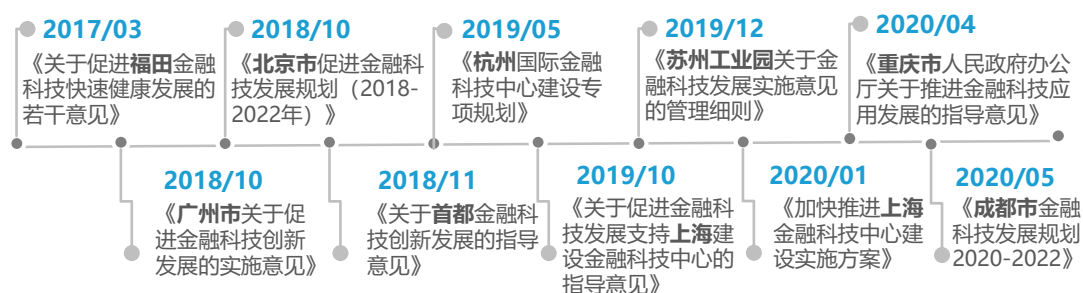 2017/03
《关于促进福田金融
科技快速健康发展的
若干意见》
2018/10
《北京市促进金融科
技发展规划（2018-
2022年）》
2019/05
《杭州国际金融
科技中心建设专
项规划》
2019/12
《苏州工业园关于金
融科技发展实施意见
的管理细则》
2020/04
《重庆市人民政府办公
厅关于推进金融科技应
用发展的指导意见》
2018/10
《广州市关于促
进金融科技创新
发展的实施意见》
2018/11
《关于首都金融科
技创新发展的指导
意见》
2019/10
《关于促进金融科
技发展支持上海建
设金融科技中心的
指导意见》
2020/01
《加快推进上海
金融科技中心建
设实施方案》
2020/05
《成都市金融
科技发展规划
2020-2022》